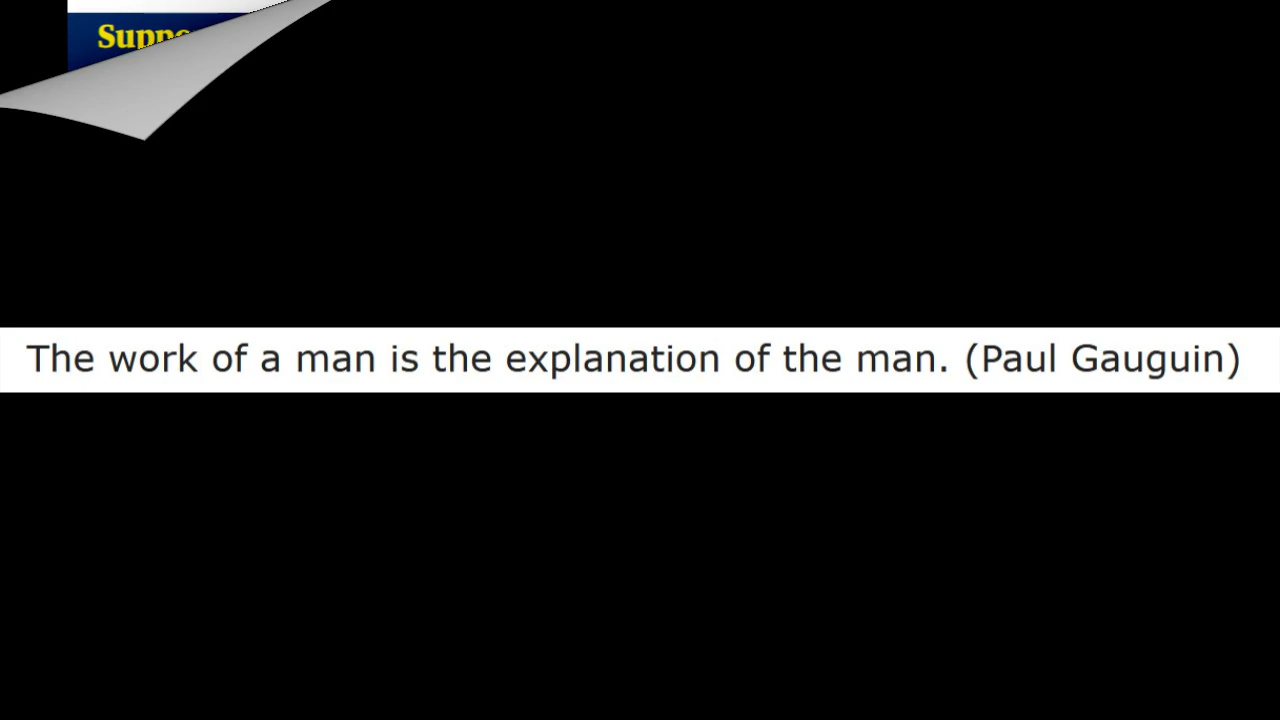 The work of a man is the explanation of the man. (Paul Gauguin)